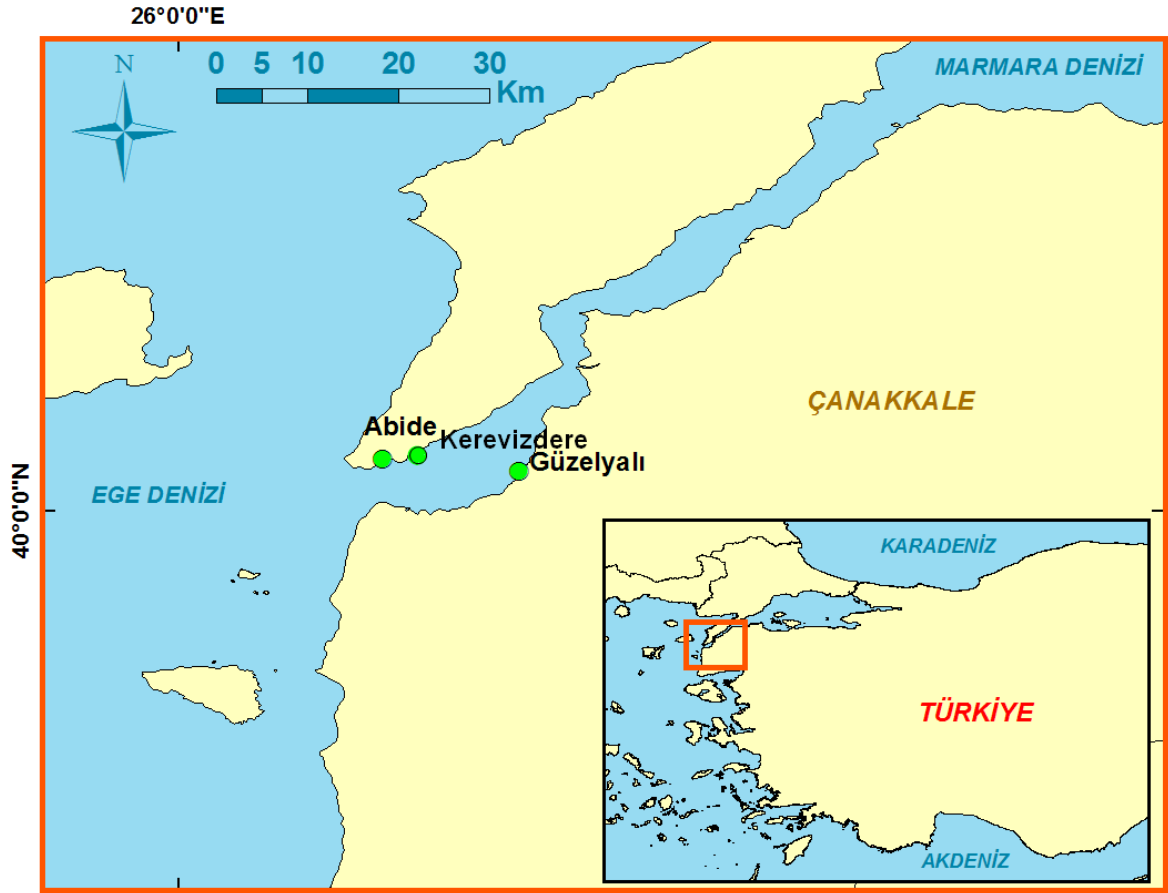 26°0'0"E
N
0 5 10 20 30
Km
MARMARA DENİZİ
ÇANAKKALE
Abide
Kerevizdere
Güzelyalı
EGE DENİZİ
40°0'0"N
KARADENİZ
TÜRKİYE
AKDENİZ